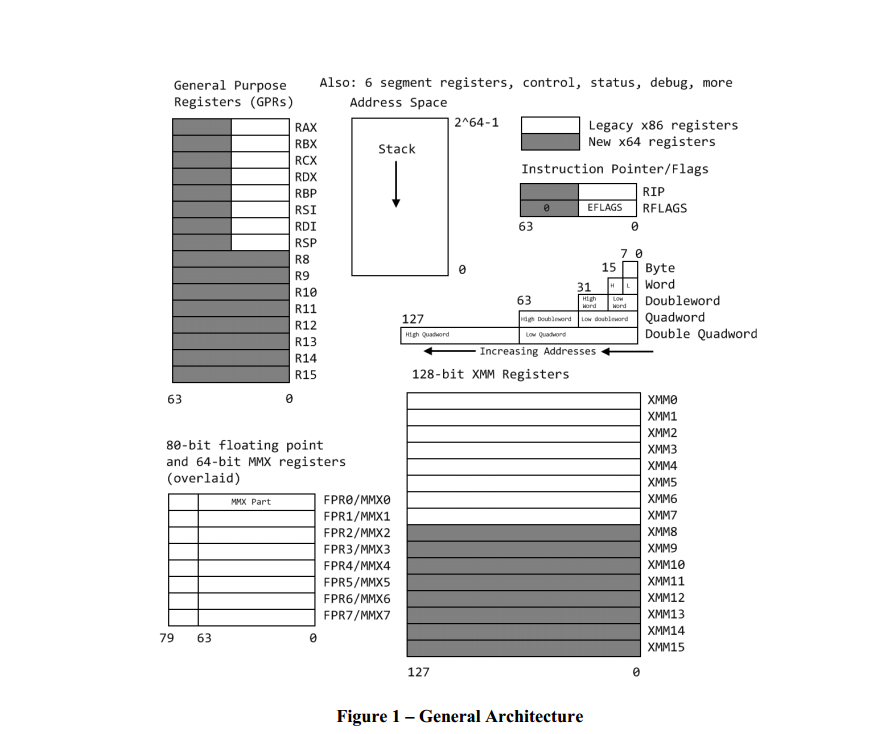 General Purpose
Registers (GPRs)
RAX
RBX
RCX
RDX
RBP
RSI
RDI
RSP
R8
R9
R10
R11
R12
R13
R14
R15
63 0
Also: 6 segment registers, control, status, debug, more
Address Space
2^64-1
Stack
0
Legacy x86 registers
New x64 registers
Instruction Pointer/Flags
RIP
0 EFLAGS RFLAGS
63 0
7 0
15 Byte
H L Word
31
High Word Low Word Doubleword
63
High Doubleword Low doubleword Quadword
127
High Quadword Low Quadword Double Quadword
Increasing Addresses
80-bit floating point
and 64-bit MMX registers
(overlaid)
MMX Part FPR0/MMX0
FPR1/MMX1
FPR2/MMX2
FPR3/MMX3
FPR4/MMX4
FPR5/MMX5
FPR6/MMX6
FPR7/MMX7
79 63 0
128-bit XMM Registers
XMM0
XMM1
XMM2
XMM3
XMM4
XMM5
XMM6
XMM7
XMM8
XMM9
XMM10
XMM11
XMM12
XMM13
XMM14
XMM15
127 0
Figure 1 – General Architecture